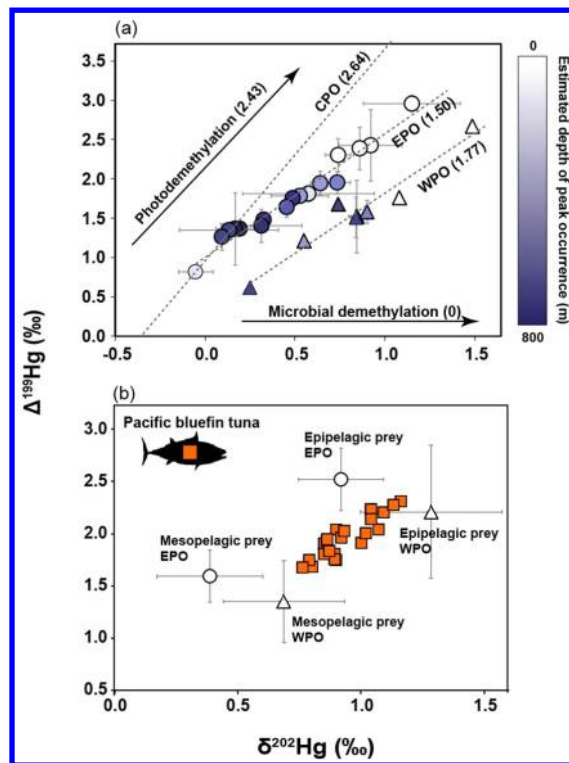 (a)
3.5
3.0
2.5
2.0
1.5
1.0
0.5
0.0
-0.5
0.0
0.5
1.0
1.5
Photodemethylation (2.43)
CPO (2.64)
EPO (1.50)
WPO (1.77)
Microbial demethylation (0)
0
800
Estimated depth of peak occurrence (m)
Δ¹⁹⁹Hg (‰)
(b)
3.0
2.5
2.0
1.5
1.0
0.5
Pacific bluefin tuna
Epipelagic prey
EPO
Mesopelagic prey
EPO
Epipelagic prey
WPO
Mesopelagic prey
WPO
0.0
0.5
1.0
1.5
δ²⁰²Hg (‰)